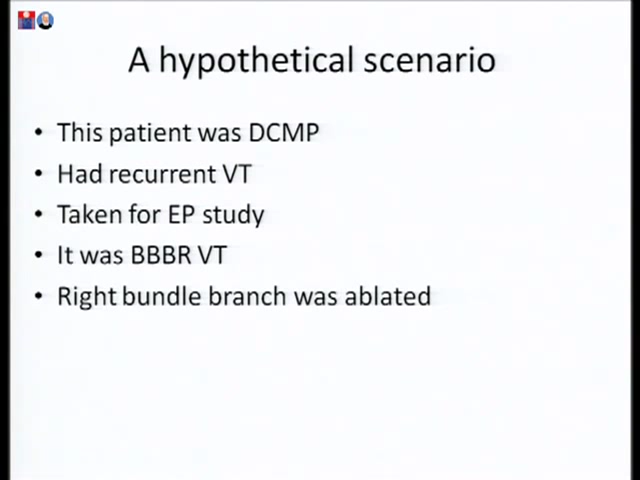 A hypothetical scenario
• This patient was DCMP
• Had recurrent VT
• Taken for EP study
• It was BBBR VT
• Right bundle branch was ablated